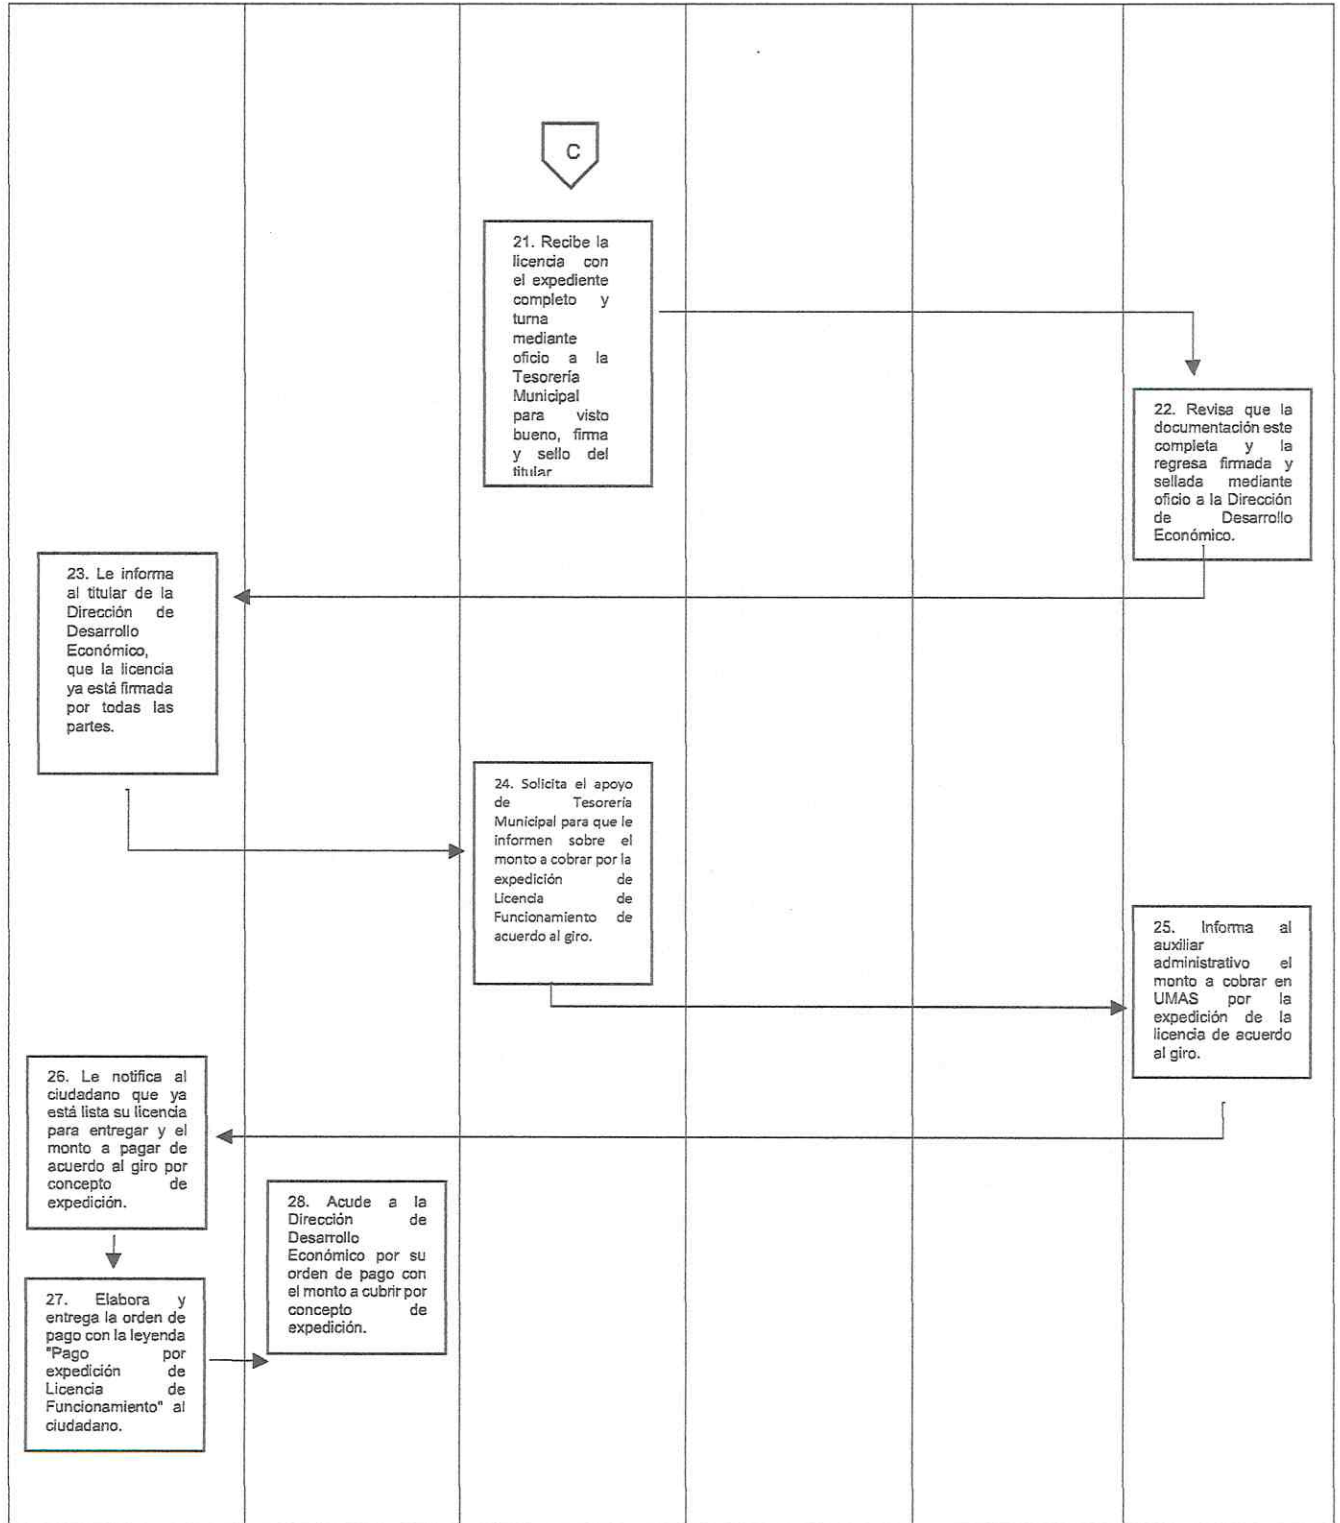 C
21. Recibe la
licencia con
el expediente
completo y
turna
mediante
oficio a la
Tesorería
Municipal
para visto
bueno, firma
y sello del
titular
22. Revisa que la
documentación este
completa y la
regresa firmada y
sellada mediante
oficio a la Dirección
de Desarrollo
Económico.
23. Le informa
al titular de la
Dirección de
Desarrollo
Económico,
que la licencia
ya está firmada
por todas las
partes.
24. Solicita el apoyo
de Tesorería
Municipal para que le
informen sobre el
monto a cobrar por la
expedición de
Licencia de
Funcionamiento de
acuerdo al giro.
25. Informa al
auxiliar
administrativo el
monto a cobrar en
UMAS por la
expedición de la
licencia de acuerdo
al giro.
26. Le notifica al
ciudadano que ya
está lista su licencia
para entregar y el
monto a pagar de
acuerdo al giro por
concepto de
expedición.
27. Elabora y
entrega la orden de
pago con la leyenda
"Pago por
expedición de
Licencia de
Funcionamiento" al
ciudadano.
28. Acude a la
Dirección de
Desarrollo
Económico por su
orden de pago con
el monto a cubrir por
concepto de
expedición.